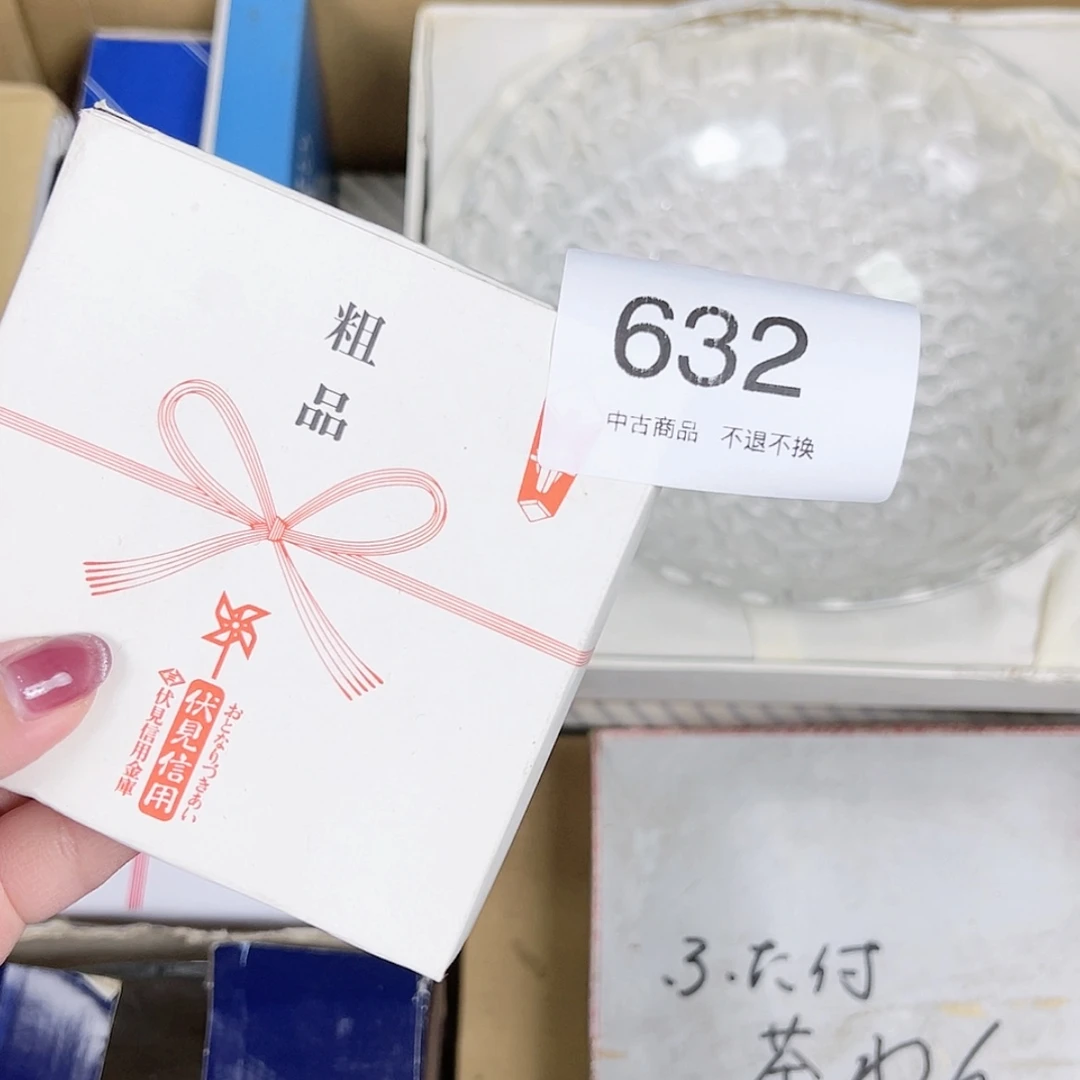 粗品
おとなりづきあい
伏見信用
伏見信用金庫
632
中古商品 不退不换
ふた付
茶わん